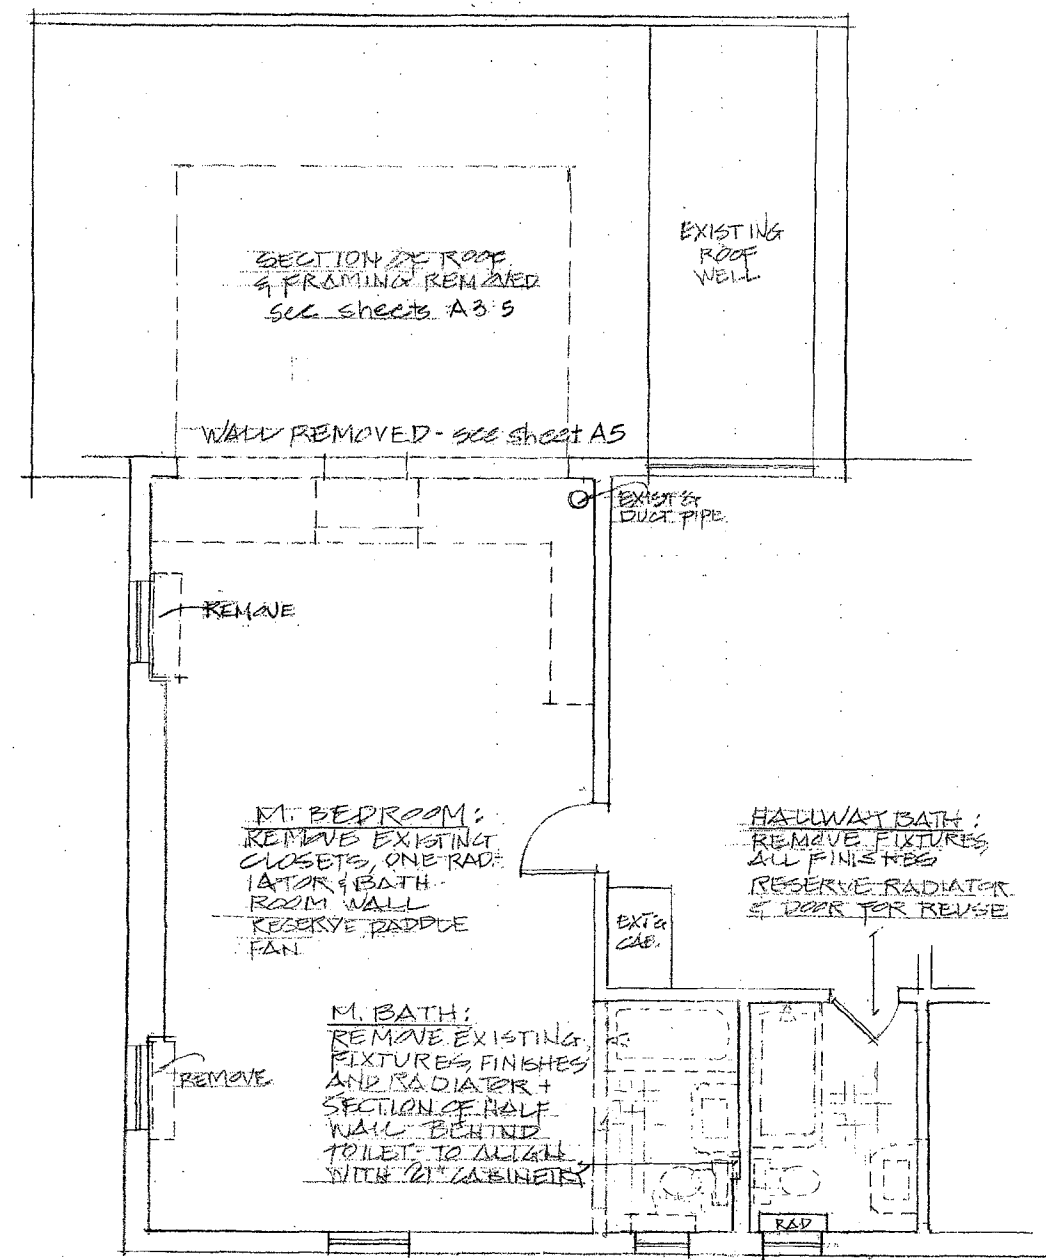 SECTION OF ROOF
& FRAMING REMOVED
see sheets A3.5
EXISTING
ROOF
WELL
WALL REMOVED - see sheet A5
EXIST'G
DUCT PIPE
REMOVE
M. BEDROOM:
REMOVE EXISTING
CLOSETS, ONE RAD-
IATOR & BATH
ROOM WALL
RESERVE PADDLE
FAN
HALLWAY BATH:
REMOVE FIXTURES,
ALL FINISHES
RESERVE RADIATOR
& DOOR FOR REUSE
EXT'G
CAB.
M. BATH:
REMOVE EXISTING
FIXTURES, FINISHES
AND RADIATOR +
SECTION OF HALF
WALL BEHIND
TOILET TO ALIGN
WITH 21" CABINETRY
REMOVE
RAD